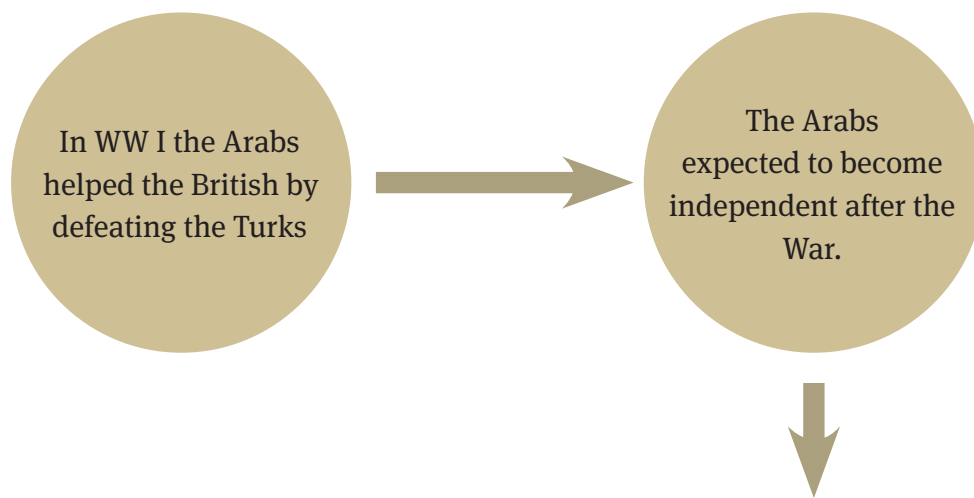 In WW I the Arabs
helped the British by
defeating the Turks
The Arabs
expected to become
independent after the
War.